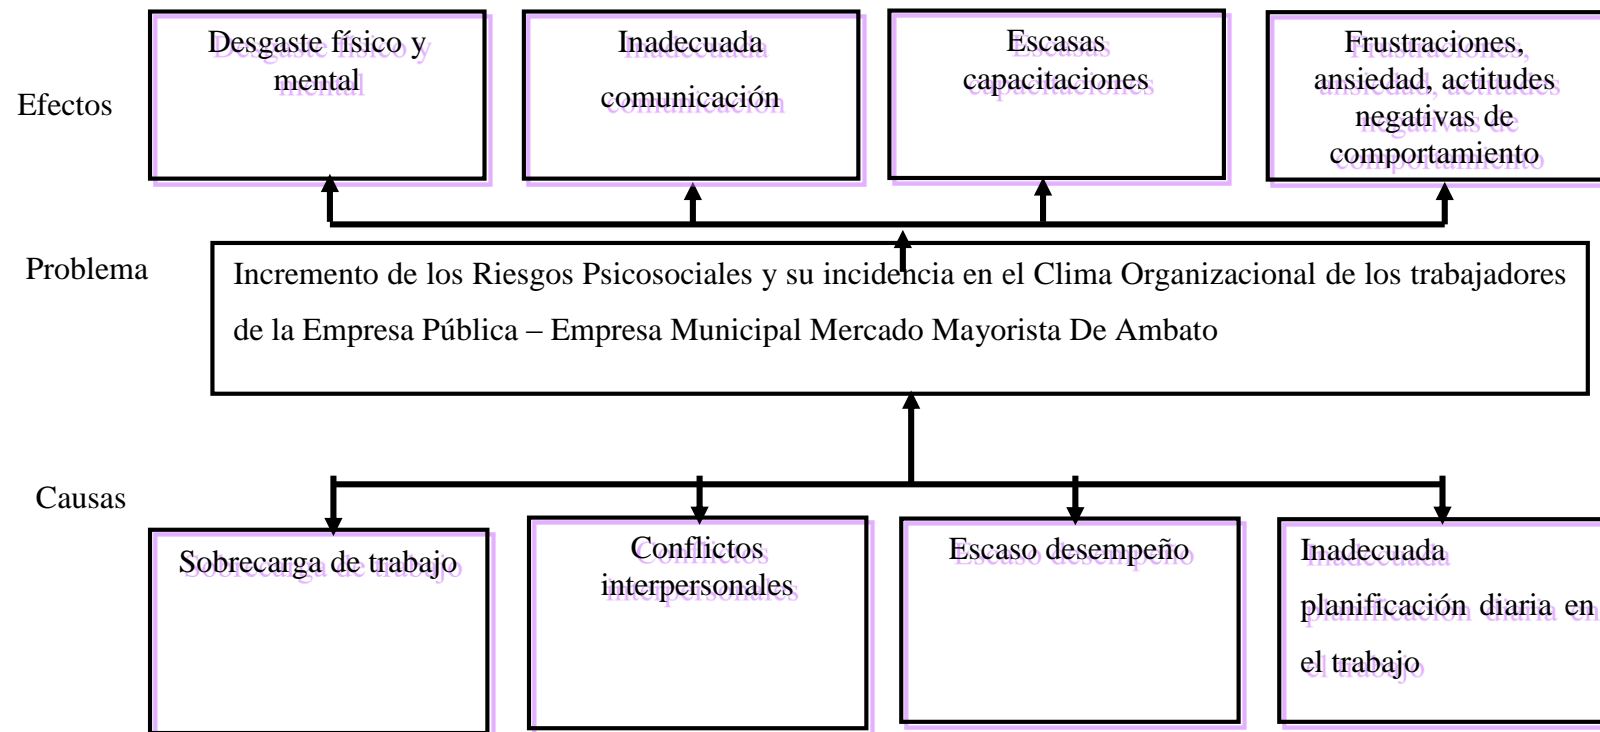 Efectos
Desgaste físico y
mental
Inadecuada
comunicación
Escasas
capacitaciones
Frustraciones,
ansiedad, actitudes
negativas de
comportamiento
Problema
Incremento de los Riesgos Psicosociales y su incidencia en el Clima Organizacional de los trabajadores
de la Empresa Pública – Empresa Municipal Mercado Mayorista De Ambato
Causas
Sobrecarga de trabajo
Conflictos
interpersonales
Escaso desempeño
Inadecuada
planificación diaria en
el trabajo